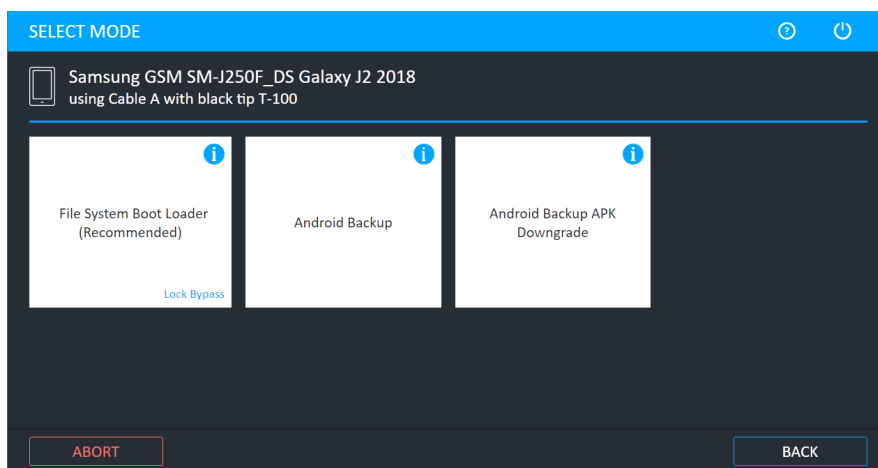 SELECT MODE
Samsung GSM SM-J250F_DS Galaxy J2 2018
using Cable A with black tip T-100
File System Boot Loader
(Recommended)
Lock Bypass
Android Backup
Android Backup APK
Downgrade
ABORT
BACK